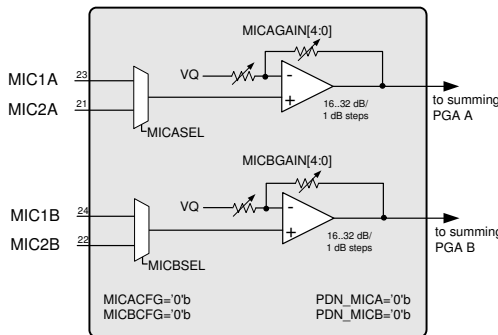 MICAGAIN[4:0]
MIC1A 23
VQ
-
+
MIC2A 21
16..32 dB/
1 dB steps
to summing
PGA A
MICASEL
MICBGAIN[4:0]
VQ
-
+
MIC1B 24
MIC2B 22
16..32 dB/
1 dB steps
to summing
PGA B
MICBSEL
MICACFG='0'b
MICBCFG='0'b
PDN_MICA='0'b
PDN_MICB='0'b